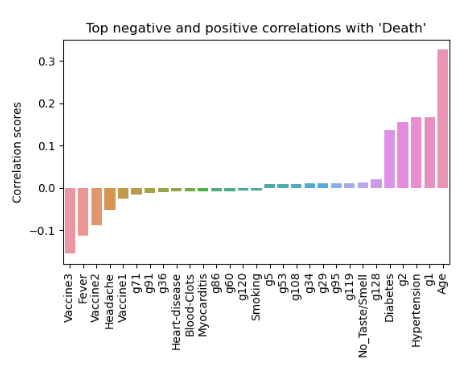 Top negative and positive correlations with 'Death'
Correlation scores
0.3
0.2
0.1
0.0
−0.1
Vaccine3
Fever
Vaccine2
Headache
Vaccine1
g71
g91
g36
Heart-disease
Blood-Clots
Myocarditis
g86
g60
g120
Smoking
g5
g53
g108
g34
g29
g95
g119
No_Taste/Smell
g128
Diabetes
g2
Hypertension
g1
Age